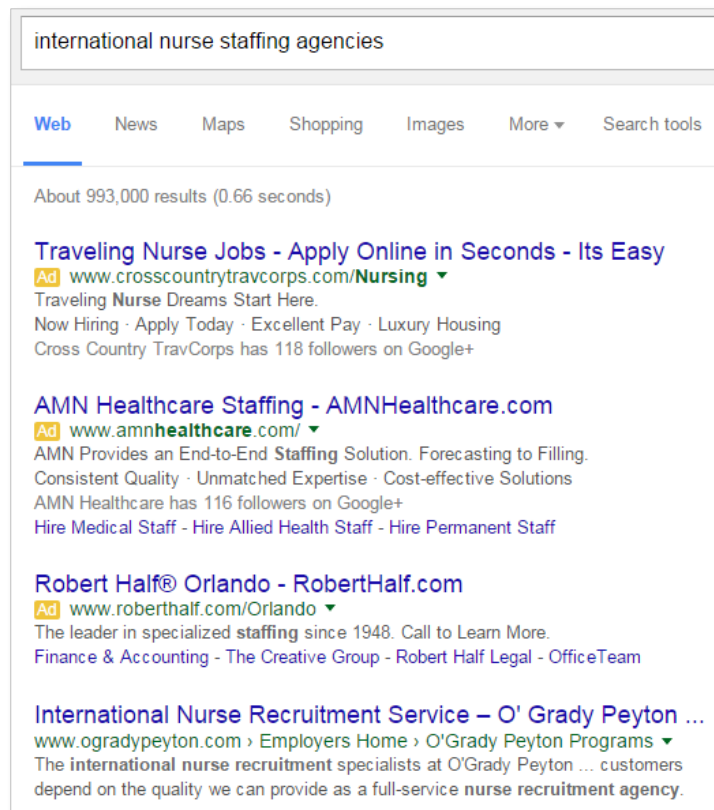 international nurse staffing agencies
Web News Maps Shopping Images More Search tools
About 993,000 results (0.66 seconds)
Traveling Nurse Jobs - Apply Online in Seconds - Its Easy
Ad www.crosscountrytravcorps.com/Nursing
Traveling Nurse Dreams Start Here.
Now Hiring · Apply Today · Excellent Pay · Luxury Housing
Cross Country TravCorps has 118 followers on Google+
AMN Healthcare Staffing - AMNHealthcare.com
Ad www.amnhealthcare.com/
AMN Provides an End-to-End Staffing Solution. Forecasting to Filling.
Consistent Quality · Unmatched Expertise · Cost-effective Solutions
AMN Healthcare has 116 followers on Google+
Hire Medical Staff - Hire Allied Health Staff - Hire Permanent Staff
Robert Half® Orlando - RobertHalf.com
Ad www.roberthalf.com/Orlando
The leader in specialized staffing since 1948. Call to Learn More.
Finance & Accounting - The Creative Group - Robert Half Legal - OfficeTeam
International Nurse Recruitment Service – O' Grady Peyton ...
www.ogradypeyton.com › Employers Home › O'Grady Peyton Programs
The international nurse recruitment specialists at O'Grady Peyton ... customers
depend on the quality we can provide as a full-service nurse recruitment agency.